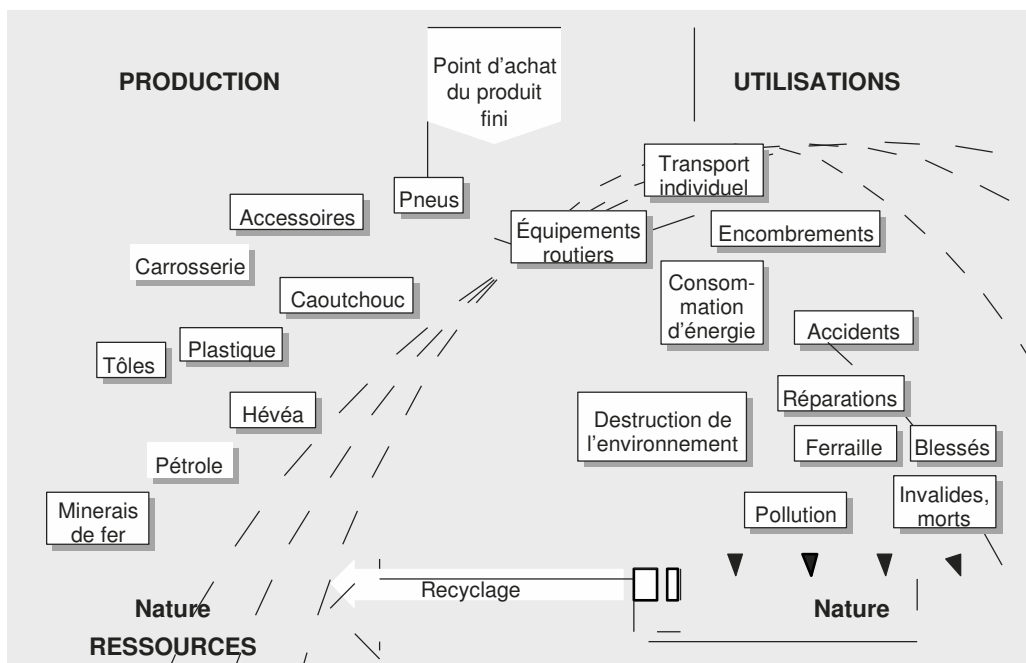 PRODUCTION
Point d'achat
du produit
fini
UTILISATIONS
Transport
individuel
Pneus
Accessoires
Équipements
routiers
Encombrements
Carrosserie
Caoutchouc
Consom-
mation
d'énergie
Accidents
Tôles
Plastique
Réparations
Hévéa
Destruction de
l'environnement
Ferraille
Blessés
Pétrole
Minerais
de fer
Pollution
Invalides,
morts
Recyclage
Nature
RESSOURCES
Nature